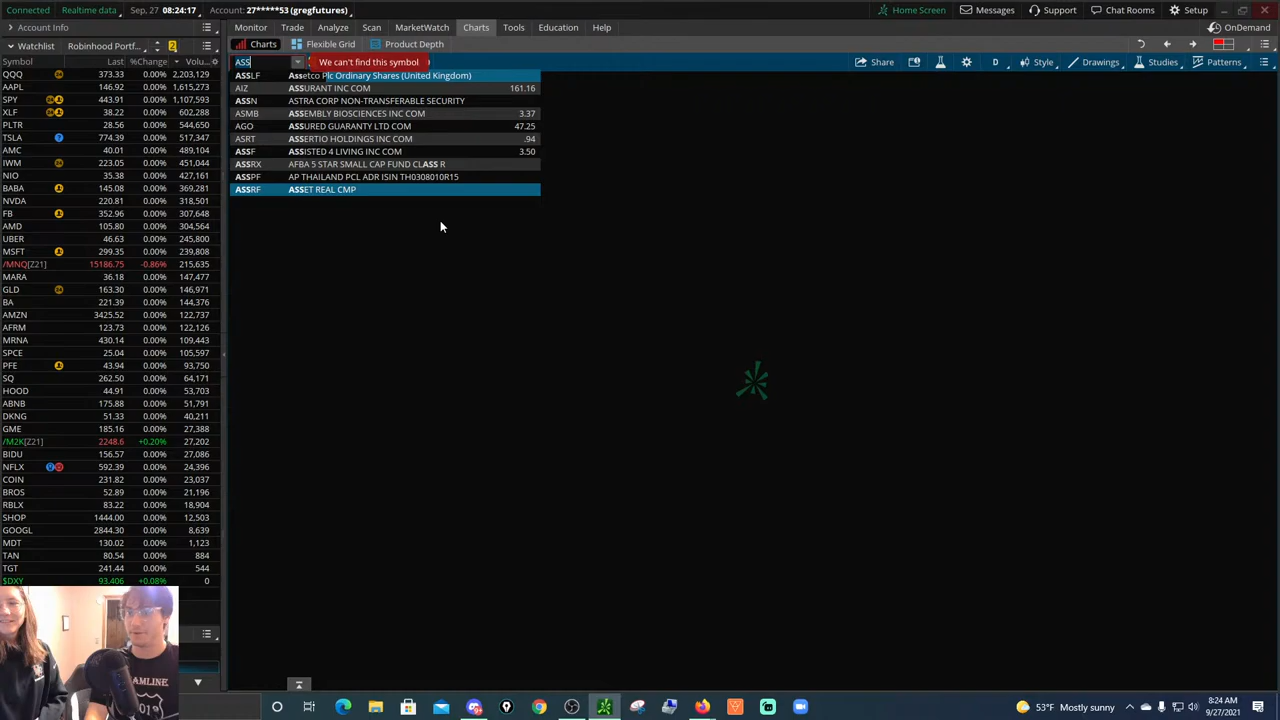 Connected Realtime data Sep, 27 08:24:17 Account: 27*****53 (gregfutures) Home Screen Messages Support Chat Rooms Setup
Account Info Monitor Trade Analyze Scan MarketWatch Charts Tools Education Help OnDemand
Watchlist Robinhood Portf... 2 Charts Flexible Grid Product Depth
Symbol Last %Change Volu... ASS We can't find this symbol Share D Style Drawings Studies Patterns
QQQ 373.33 0.00% 2,203,129 ASSLF Assetco Plc Ordinary Shares (United Kingdom)
AAPL 146.92 0.00% 1,615,273 AIZ ASSURANT INC COM 161.16
SPY 443.91 0.00% 1,107,593 ASSN ASTRA CORP NON-TRANSFERABLE SECURITY
XLF 38.22 0.00% 602,288 ASMB ASSEMBLY BIOSCIENCES INC COM 3.37
PLTR 28.56 0.00% 544,650 AGO ASSURED GUARANTY LTD COM 47.25
TSLA 774.39 0.00% 517,347 ASRT ASSERTIO HOLDINGS INC COM .94
AMC 40.01 0.00% 489,104 ASSF ASSISTED 4 LIVING INC COM 3.50
IWM 223.05 0.00% 451,044 ASSRX AFBA 5 STAR SMALL CAP FUND CLASS R
NIO 35.38 0.00% 427,161 ASSPF AP THAILAND PCL ADR ISIN TH0308010R15
BABA 145.08 0.00% 369,281 ASSRF ASSET REAL CMP
NVDA 220.81 0.00% 318,501
FB 352.96 0.00% 307,648
AMD 105.80 0.00% 304,564
UBER 46.63 0.00% 245,800
MSFT 299.35 0.00% 239,808
/MNQ[Z21] 15186.75 -0.86% 215,635
MARA 36.18 0.00% 147,477
GLD 163.30 0.00% 146,971
BA 221.39 0.00% 144,376
AMZN 3425.52 0.00% 122,737
AFRM 123.73 0.00% 122,126
MRNA 430.14 0.00% 109,443
SPCE 25.04 0.00% 105,597
PFE 43.94 0.00% 93,750
SQ 262.50 0.00% 64,171
HOOD 44.91 0.00% 53,703
ABNB 175.88 0.00% 51,791
DKNG 51.33 0.00% 40,211
GME 185.16 0.00% 27,388
/M2K[Z21] 2248.6 +0.20% 27,202
BIDU 156.57 0.00% 27,086
NFLX 592.39 0.00% 24,396
COIN 231.82 0.00% 23,037
BROS 52.89 0.00% 21,196
RBLX 83.22 0.00% 18,904
SHOP 1444.00 0.00% 12,503
GOOGL 2844.30 0.00% 8,639
MDT 130.02 0.00% 1,123
TAN 80.54 0.00% 884
TGT 241.44 0.00% 544
$DXY 93.406 +0.08% 0
53°F Mostly sunny 8:24 AM
9/27/2021